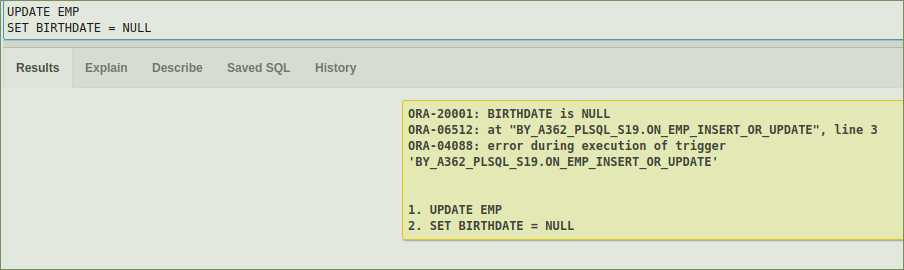 UPDATE EMP
SET BIRTHDATE = NULL
Results Explain Describe Saved SQL History
ORA-20001: BIRTHDATE is NULL
ORA-06512: at "BY_A362_PLSQL_S19.ON_EMP_INSERT_OR_UPDATE", line 3
ORA-04088: error during execution of trigger
'BY_A362_PLSQL_S19.ON_EMP_INSERT_OR_UPDATE'
1. UPDATE EMP
2. SET BIRTHDATE = NULL